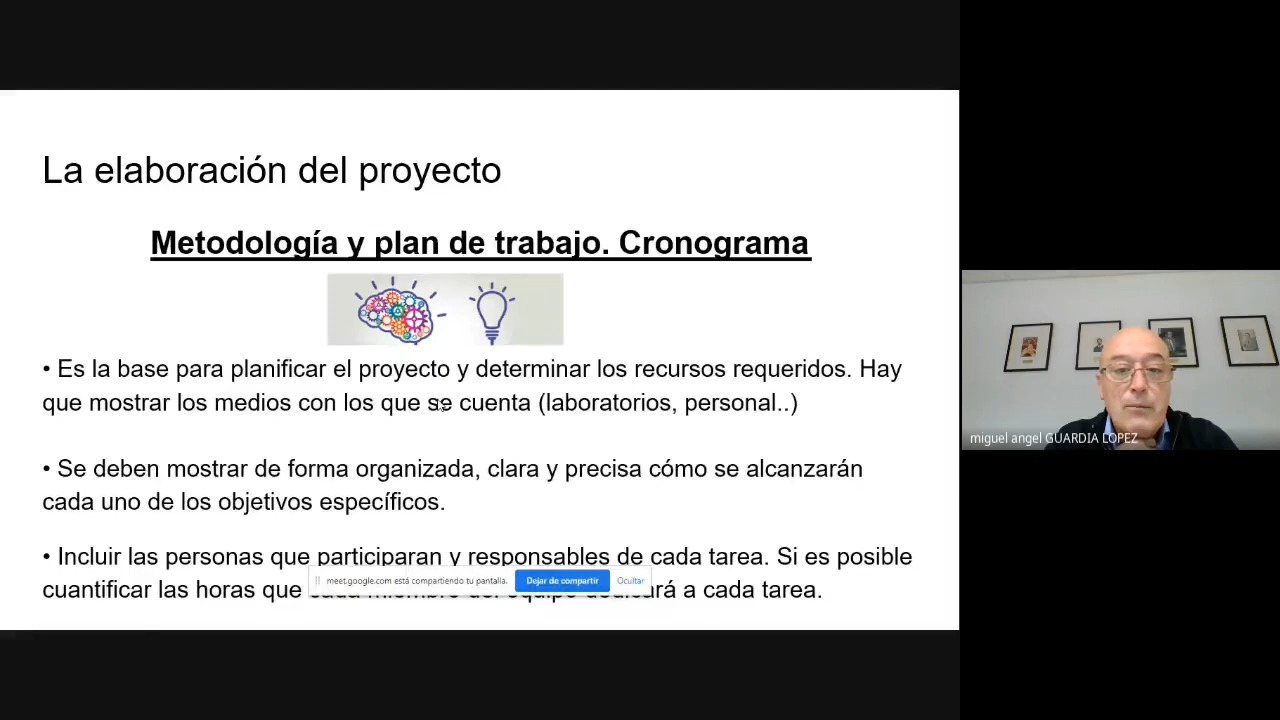 La elaboración del proyecto
Metodología y plan de trabajo. Cronograma
• Es la base para planificar el proyecto y determinar los recursos requeridos. Hay
que mostrar los medios con los que se cuenta (laboratorios, personal..)
• Se deben mostrar de forma organizada, clara y precisa cómo se alcanzarán
cada uno de los objetivos específicos.
• Incluir las personas que participaran y responsables de cada tarea. Si es posible
cuantificar las horas que cada miembro del equipo dedicará a cada tarea.
meet.google.com está compartiendo tu pantalla. Dejar de compartir Ocultar
miguel angel GUARDIA LOPEZ